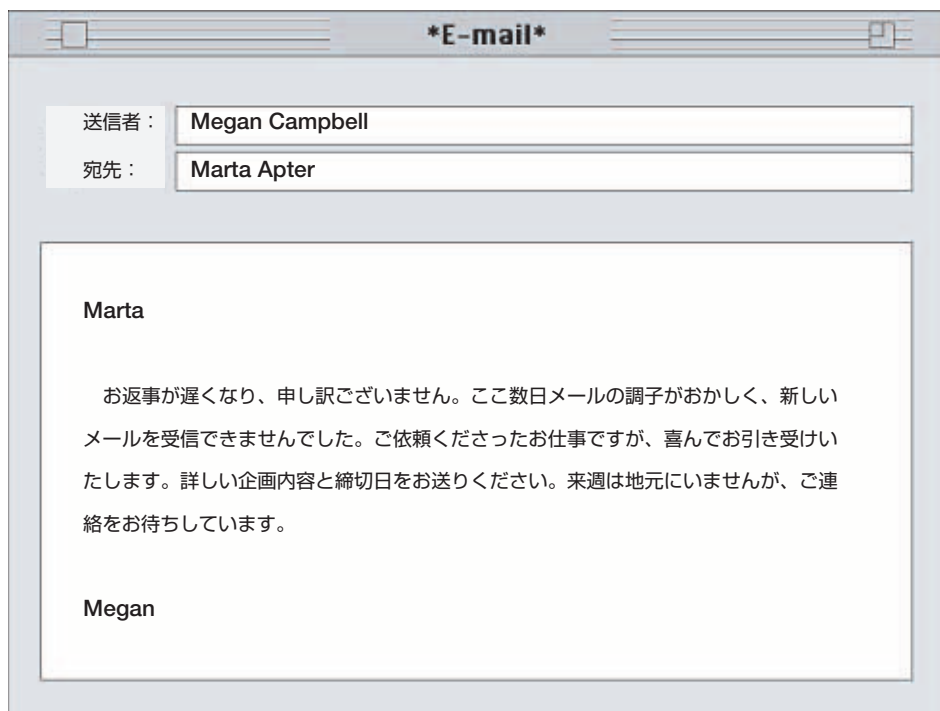 *E-mail*
送信者： Megan Campbell
宛先： Marta Apter
Marta
　お返事が遅くなり、申し訳ございません。ここ数日メールの調子がおかしく、新しい
メールを受信できませんでした。ご依頼くださったお仕事ですが、喜んでお引き受けい
たします。詳しい企画内容と締切日をお送りください。来週は地元にいませんが、ご連
絡をお待ちしています。
Megan